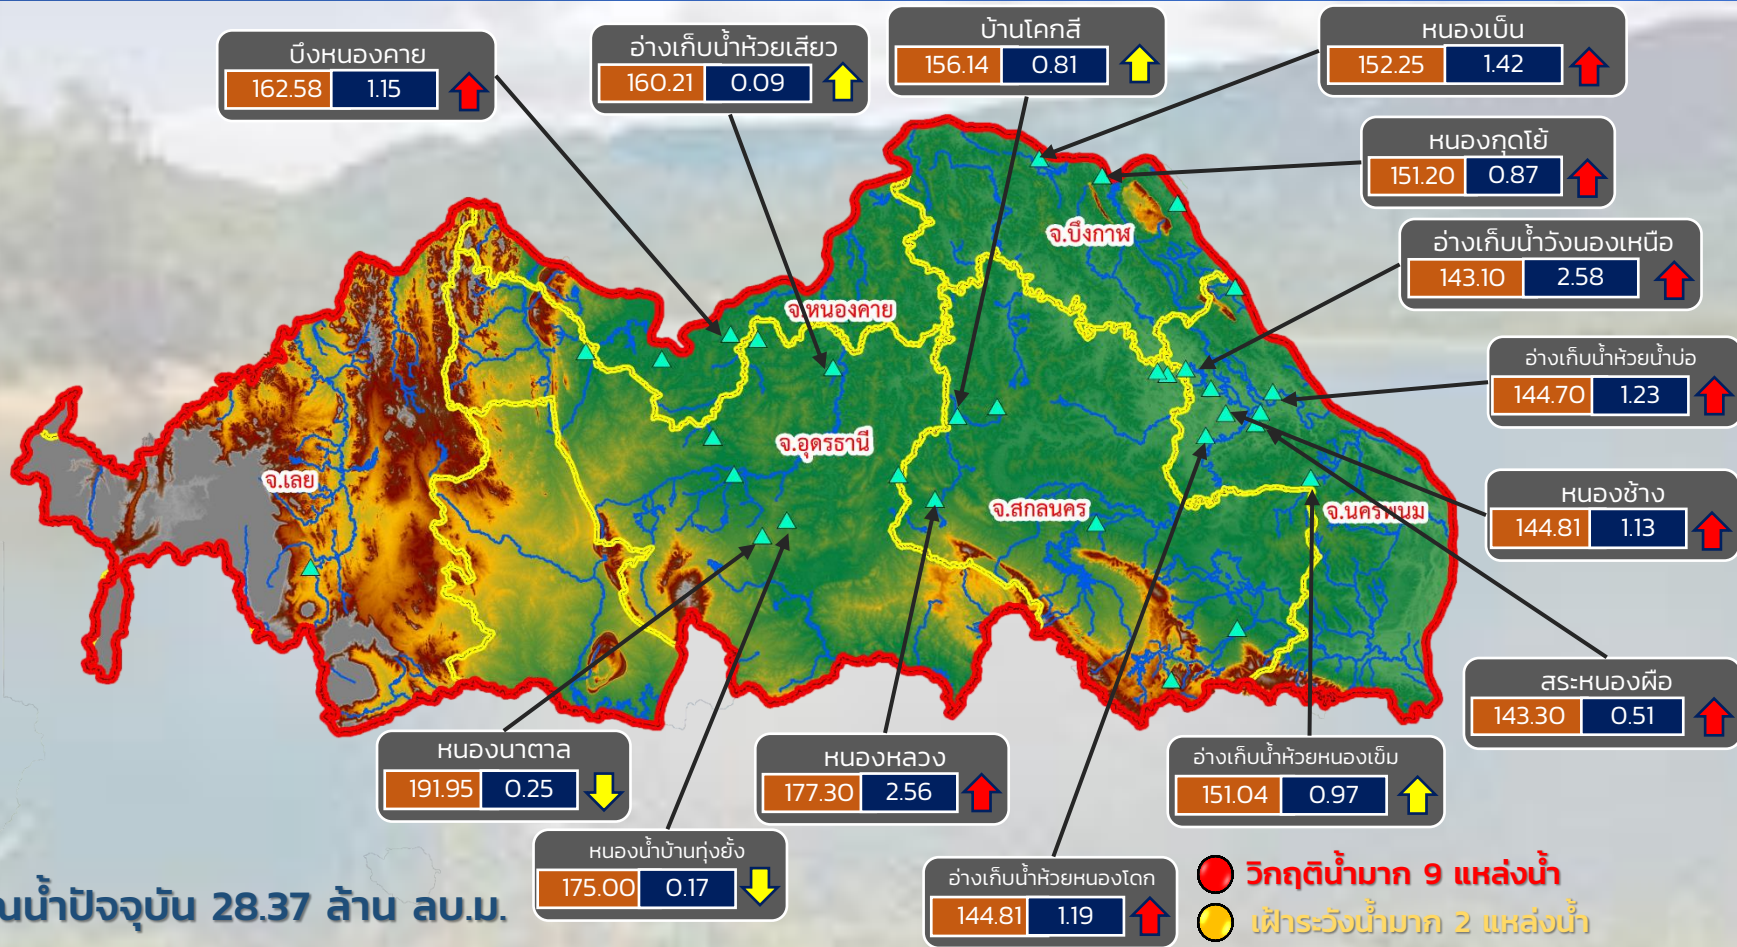 บึงหนองคาย
162.58 1.15
อ่างเก็บน้ำห้วยเสียว
160.21 0.09
บ้านโคกสี
156.14 0.81
หนองเบ็น
152.25 1.42
หนองกุดโย้
151.20 0.87
อ่างเก็บน้ำวังนองเหนือ
143.10 2.58
อ่างเก็บน้ำห้วยน้ำบ่อ
144.70 1.23
หนองช้าง
144.81 1.13
สระหนองผือ
143.30 0.51
จ.บึงกาฬ
จ.หนองคาย
จ.อุดรธานี
จ.เลย
จ.สกลนคร
จ.นครพนม
หนองนาตาล
191.95 0.25
หนองหลวง
177.30 2.56
อ่างเก็บน้ำห้วยหนองเข็ม
151.04 0.97
หนองน้ำบ้านทุ่งยั้ง
175.00 0.17
อ่างเก็บน้ำห้วยหนองโดก
144.81 1.19
ณน้ำปัจจุบัน 28.37 ล้าน ลบ.ม.
วิกฤติน้ำมาก 9 แหล่งน้ำ
เฝ้าระวังน้ำมาก 2 แหล่งน้ำ